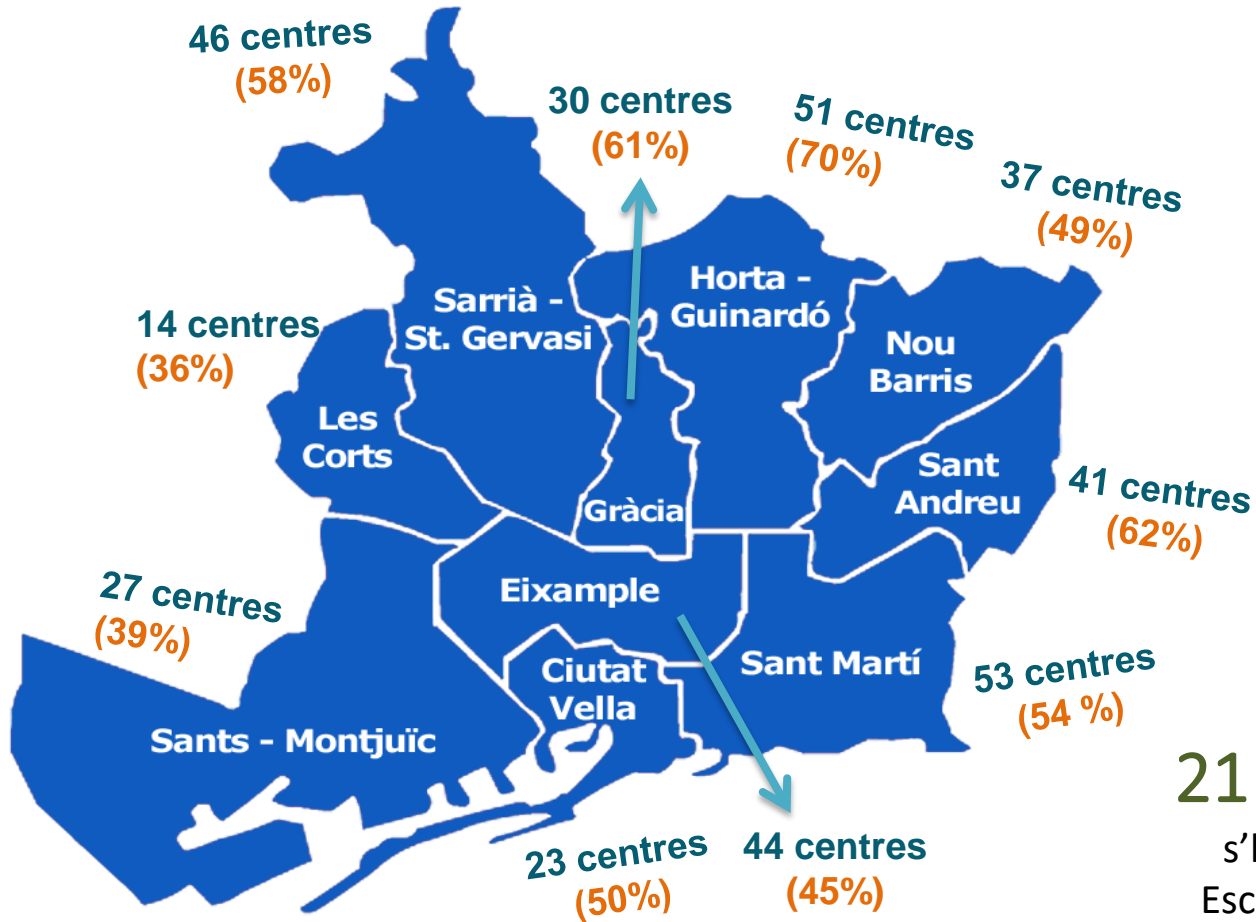 46 centres
(58%)
30 centres
(61%)
51 centres
(70%)
37 centres
(49%)
14 centres
(36%)
Sarrià -
St. Gervasi
Horta -
Guinardó
Nou
Barris
Les
Corts
Gràcia
Sant
Andreu
41 centres
(62%)
27 centres
(39%)
Eixample
Ciutat
Vella
Sant Martí
53 centres
(54 %)
Sants - Montjuïc
23 centres
(50%)
44 centres
(45%)
21